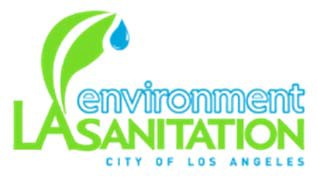 environment
LASANITATION
CITY OF LOS ANGELES